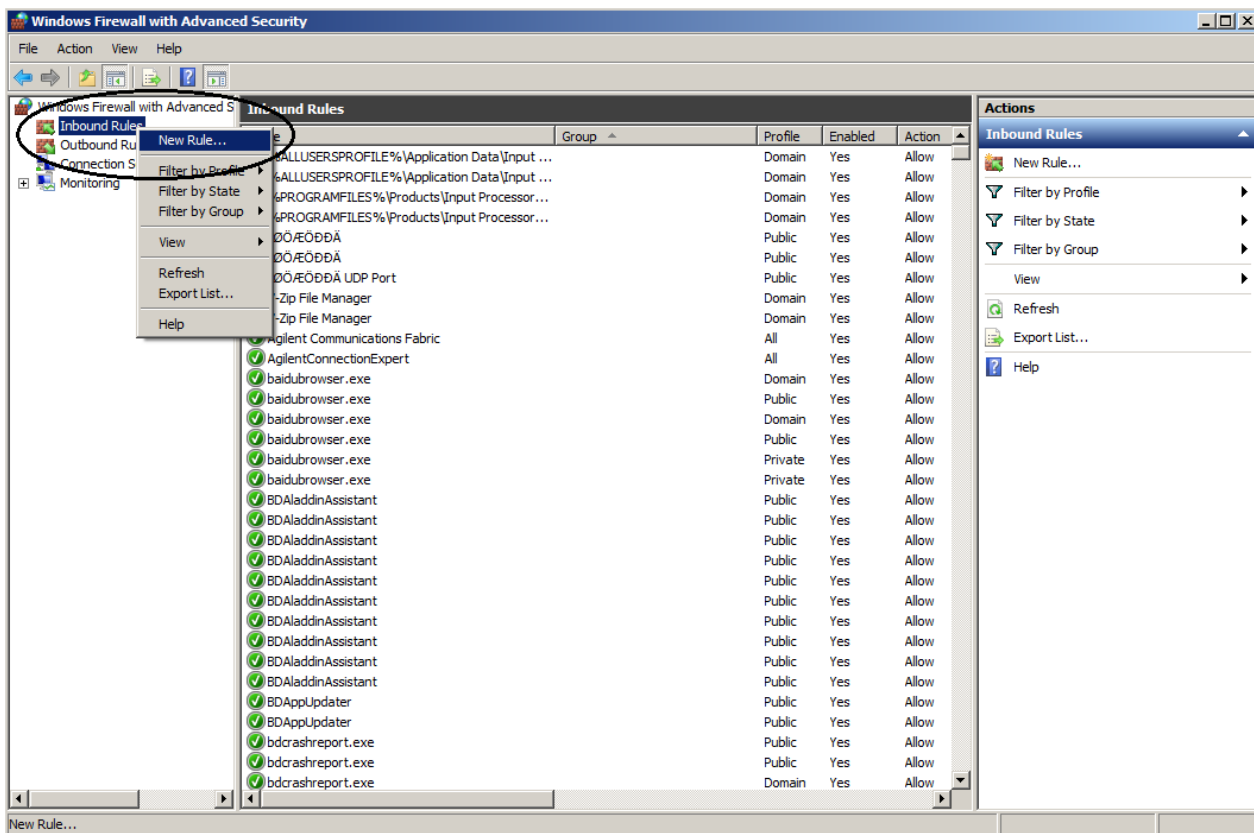 Windows Firewall with Advanced Security
File Action View Help
Windows Firewall with Advanced S
Inbound Rules
Outbound Ru
Connection S
Monitoring
New Rule...
Filter by Profile
Filter by State
Filter by Group
View
Refresh
Export List...
Help
Inbound Rules
Group Profile Enabled Action
%ALLUSERSPROFILE%\Application Data\Input ... Domain Yes Allow
%ALLUSERSPROFILE%\Application Data\Input ... Domain Yes Allow
%PROGRAMFILES%\Products\Input Processor... Domain Yes Allow
%PROGRAMFILES%\Products\Input Processor... Domain Yes Allow
ØÖÆÖÐÐÄ Public Yes Allow
ØÖÆÖÐÐÄ Public Yes Allow
ØÖÆÖÐÐÄ UDP Port Public Yes Allow
-Zip File Manager Domain Yes Allow
-Zip File Manager Domain Yes Allow
Agilent Communications Fabric All Yes Allow
AgilentConnectionExpert All Yes Allow
baidubrowser.exe Domain Yes Allow
baidubrowser.exe Public Yes Allow
baidubrowser.exe Domain Yes Allow
baidubrowser.exe Public Yes Allow
baidubrowser.exe Private Yes Allow
baidubrowser.exe Private Yes Allow
BDAladdinAssistant Public Yes Allow
BDAladdinAssistant Public Yes Allow
BDAladdinAssistant Public Yes Allow
BDAladdinAssistant Public Yes Allow
BDAladdinAssistant Public Yes Allow
BDAladdinAssistant Public Yes Allow
BDAladdinAssistant Public Yes Allow
BDAladdinAssistant Public Yes Allow
BDAladdinAssistant Public Yes Allow
BDAladdinAssistant Public Yes Allow
BDAppUpdater Public Yes Allow
BDAppUpdater Public Yes Allow
bdcrashreport.exe Public Yes Allow
bdcrashreport.exe Public Yes Allow
bdcrashreport.exe Domain Yes Allow
Actions
Inbound Rules
New Rule...
Filter by Profile
Filter by State
Filter by Group
View
Refresh
Export List...
Help
New Rule...